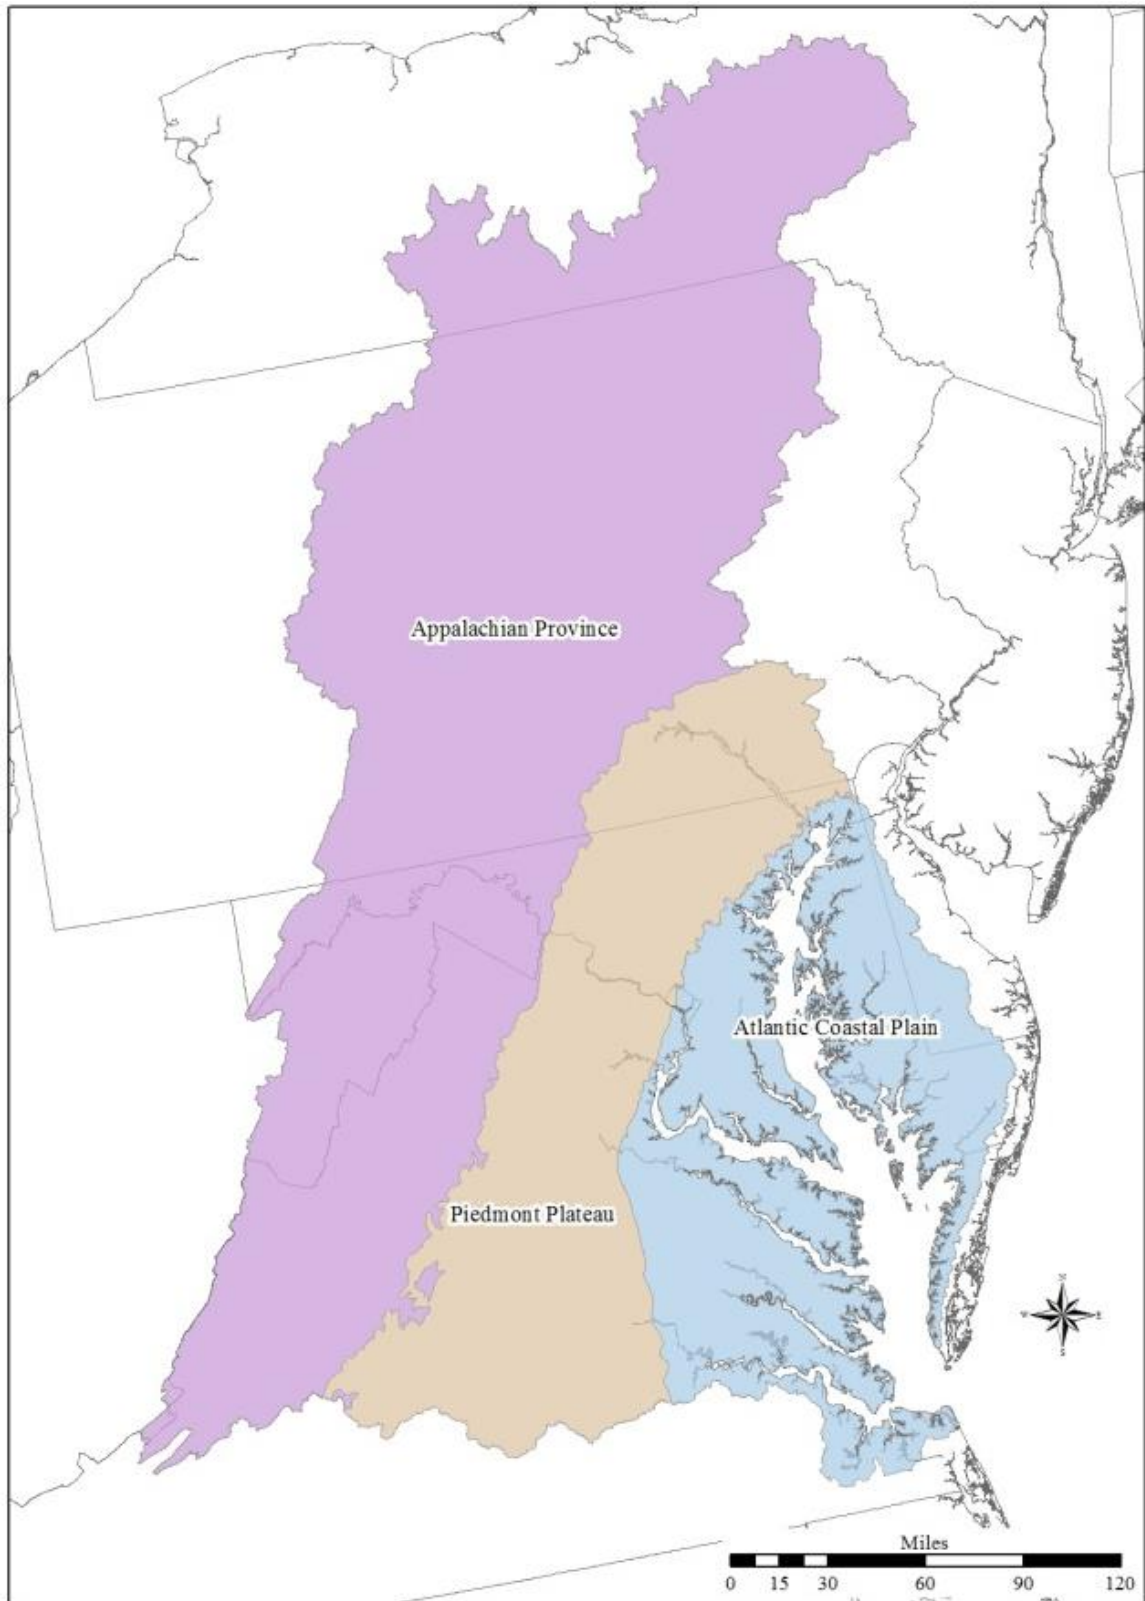 Appalachian Province
Atlantic Coastal Plain
Piedmont Plateau
N
W E
S
Miles
0 15 30 60 90 120